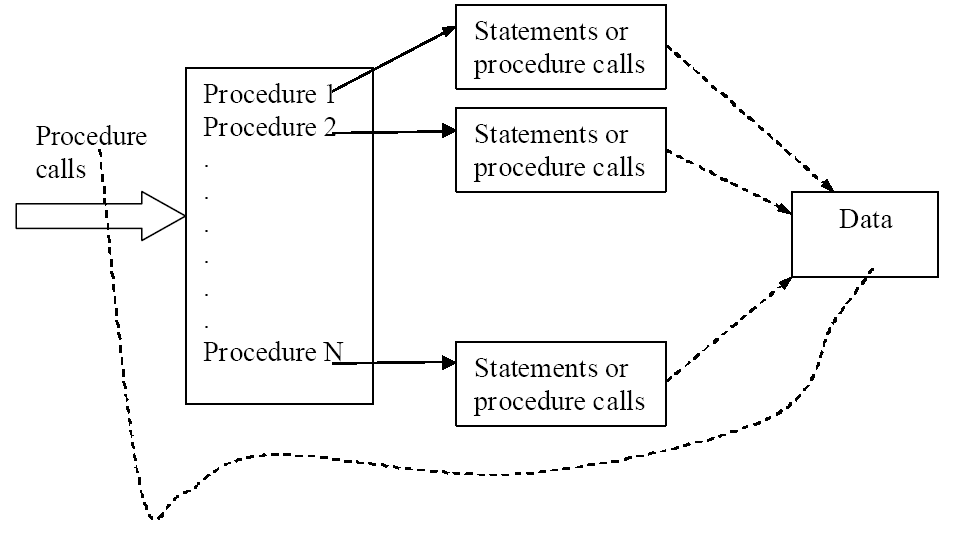 Procedure
calls
Procedure 1
Procedure 2
.
.
.
.
.
.
Procedure N
Statements or
procedure calls
Statements or
procedure calls
Statements or
procedure calls
Data